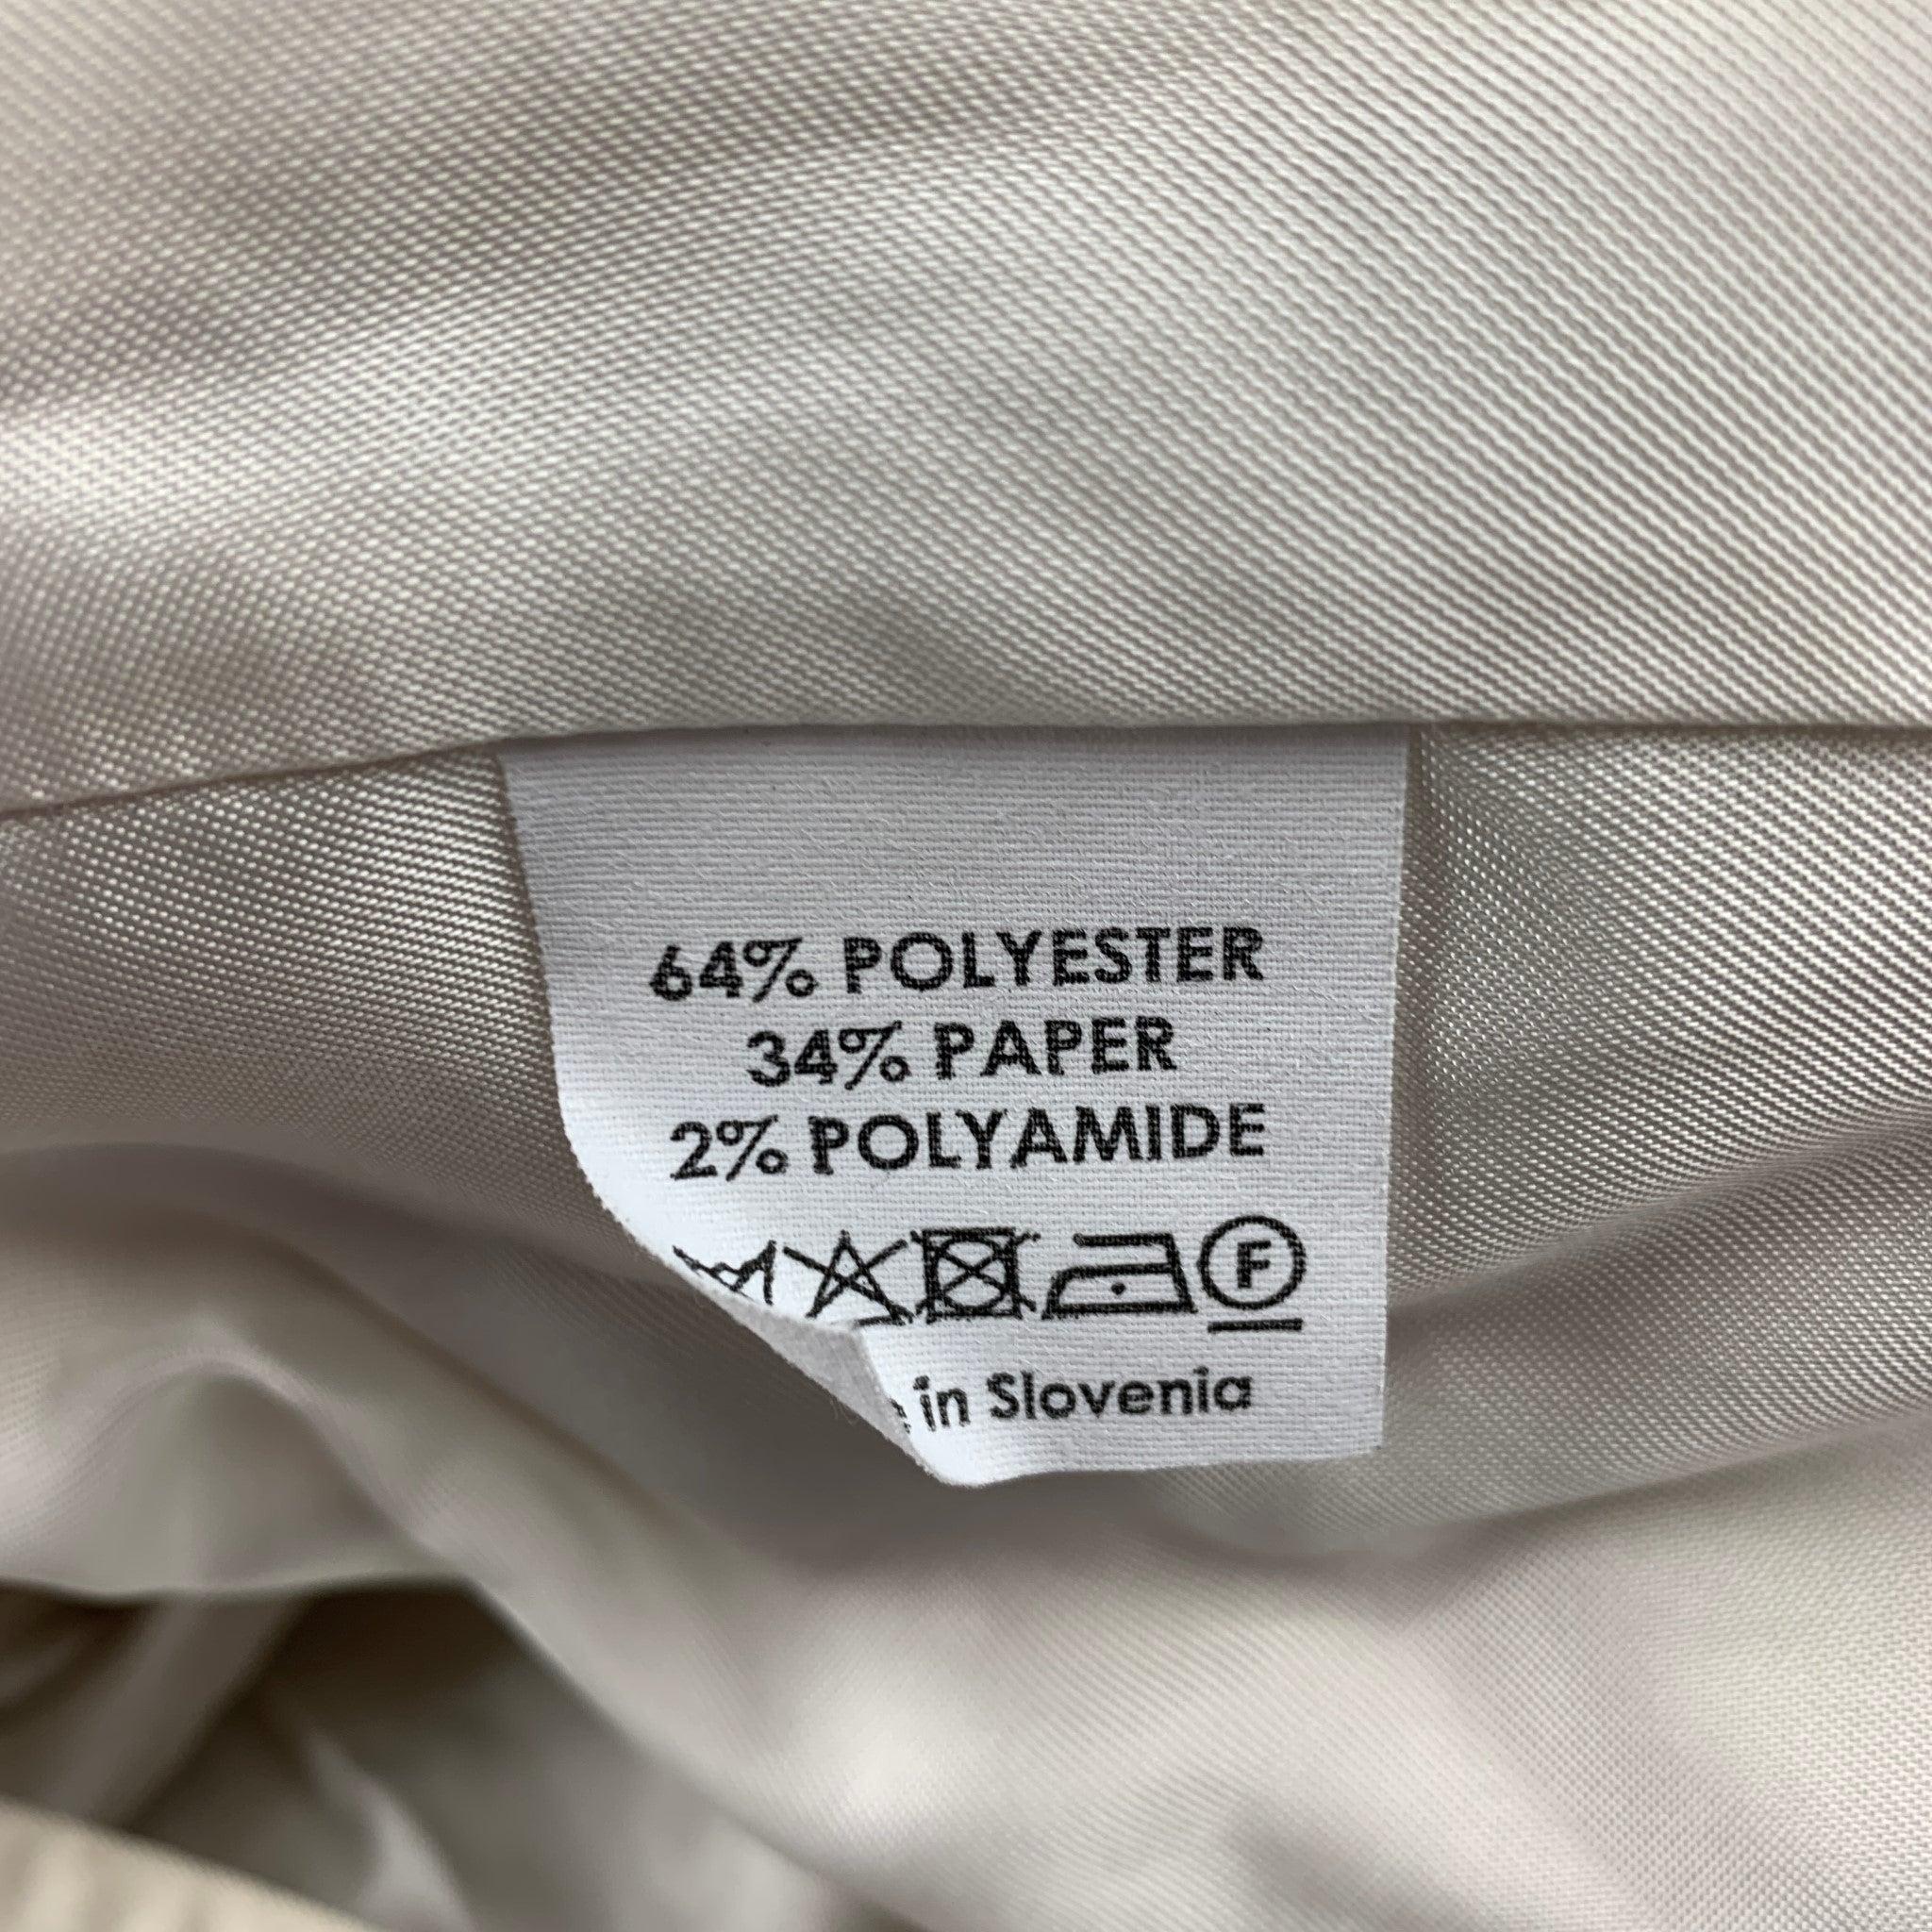 64% POLYESTER
34% PAPER
2% POLYAMIDE
F
in Slovenia